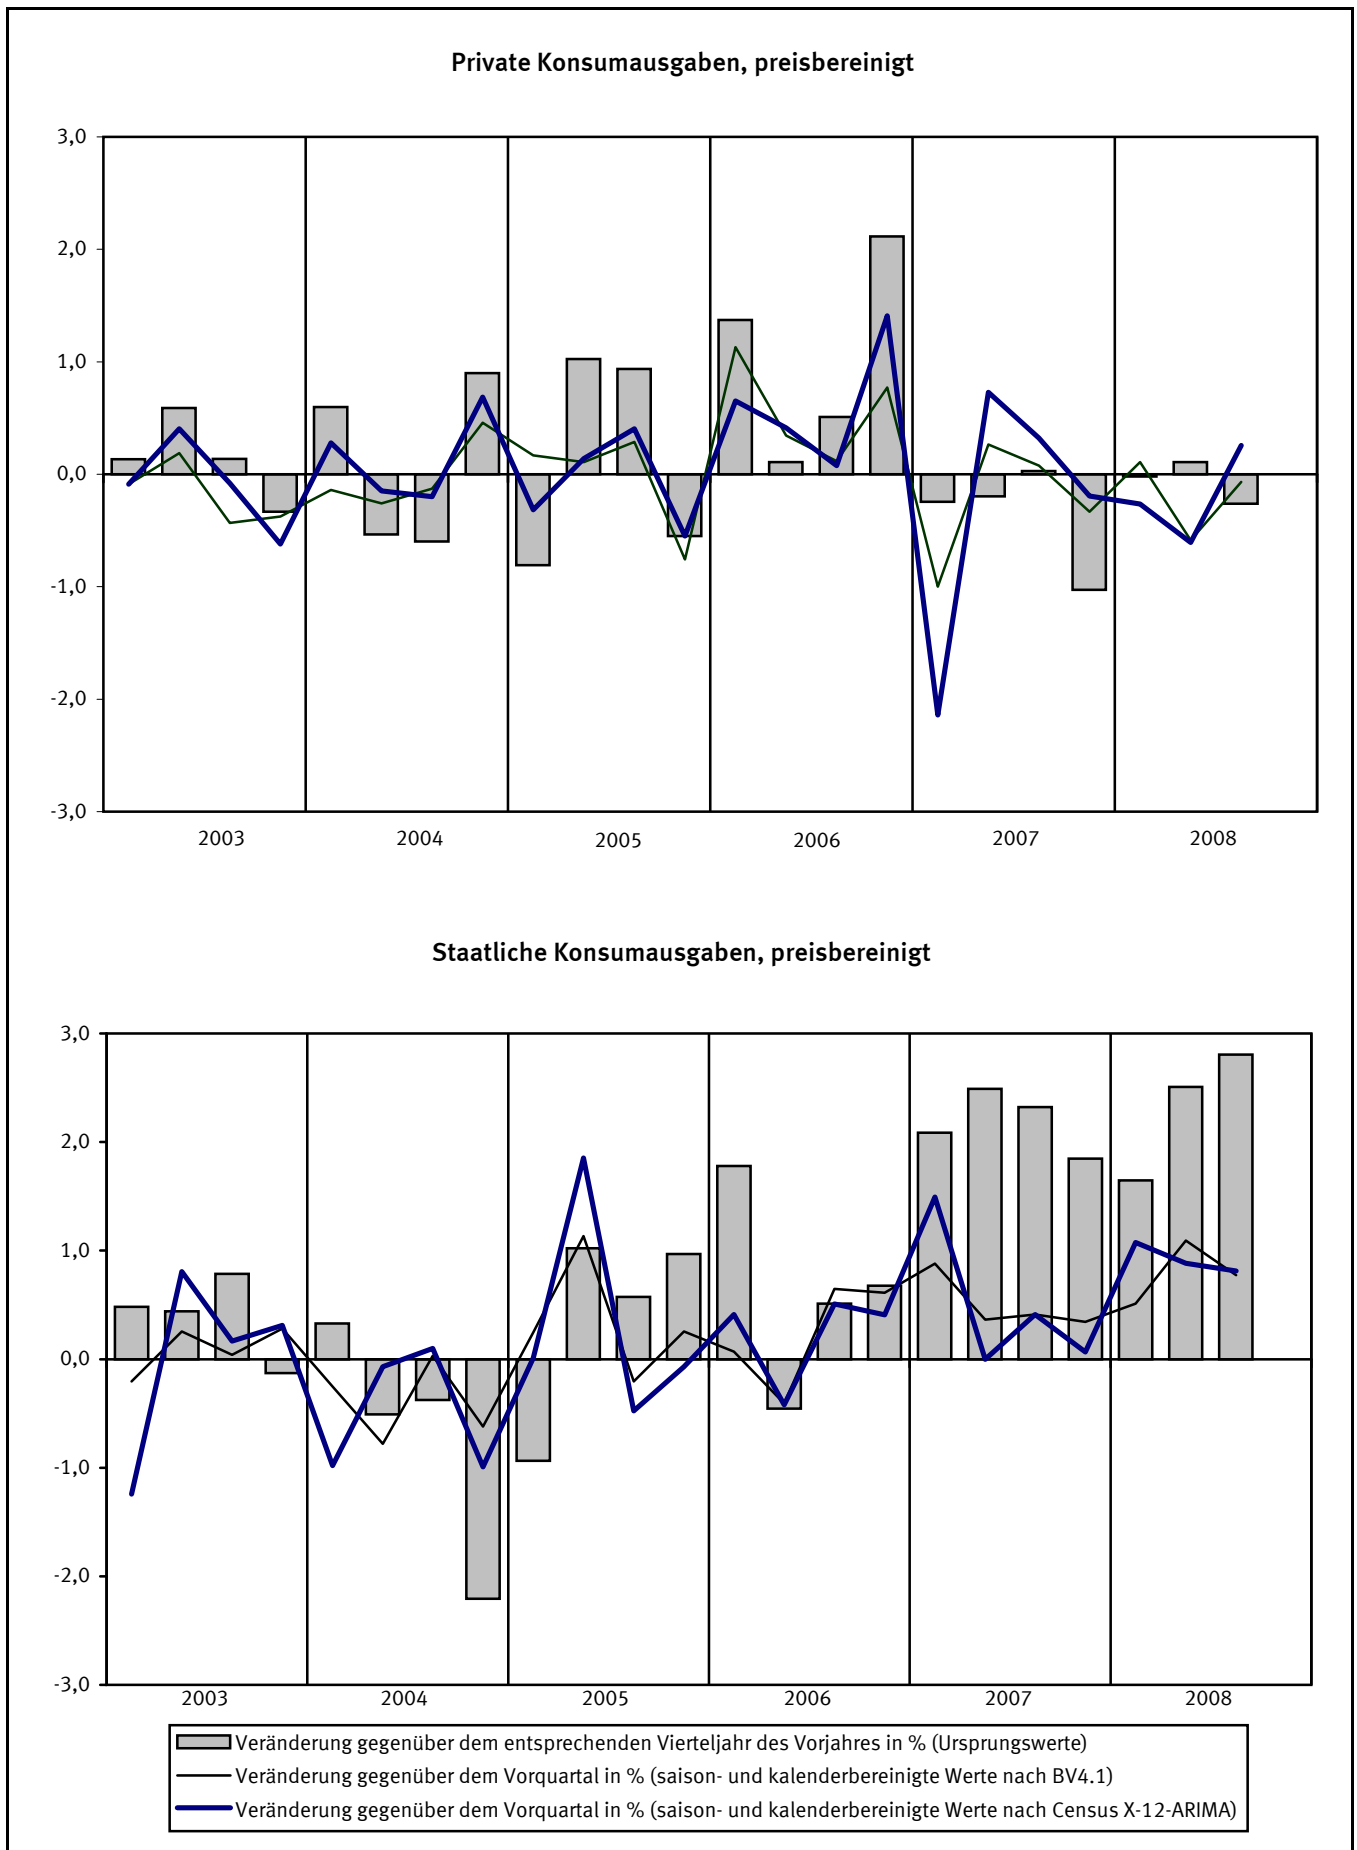 Private Konsumausgaben, preisbereinigt
3,0
2,0
1,0
0,0
-1,0
-2,0
-3,0
2003 2004 2005 2006 2007 2008
Staatliche Konsumausgaben, preisbereinigt
3,0
2,0
1,0
0,0
-1,0
-2,0
-3,0
2003 2004 2005 2006 2007 2008
Veränderung gegenüber dem entsprechenden Vierteljahr des Vorjahres in % (Ursprungswerte)
Veränderung gegenüber dem Vorquartal in % (saison- und kalenderbereinigte Werte nach BV4.1)
Veränderung gegenüber dem Vorquartal in % (saison- und kalenderbereinigte Werte nach Census X-12-ARIMA)